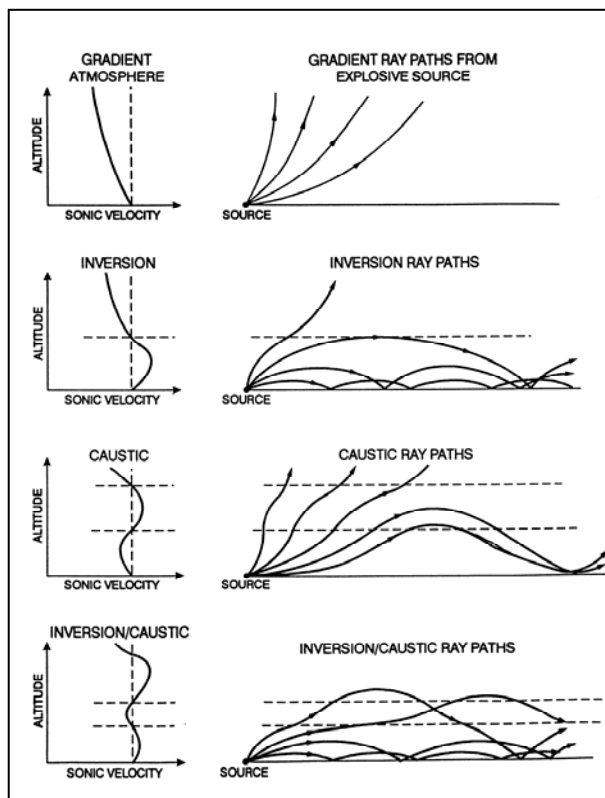 GRADIENT
ATMOSPHERE
ALTITUDE
SONIC VELOCITY
GRADIENT RAY PATHS FROM
EXPLOSIVE SOURCE
SOURCE
INVERSION
ALTITUDE
SONIC VELOCITY
INVERSION RAY PATHS
SOURCE
CAUSTIC
ALTITUDE
SONIC VELOCITY
CAUSTIC RAY PATHS
SOURCE
INVERSION/CAUSTIC
ALTITUDE
SONIC VELOCITY
INVERSION/CAUSTIC RAY PATHS
SOURCE